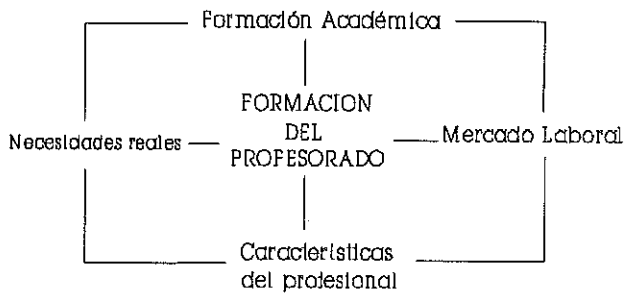 Formación Académica
FORMACION
DEL
PROFESORADO
Necesidades reales
Mercado Laboral
Características
del profesional